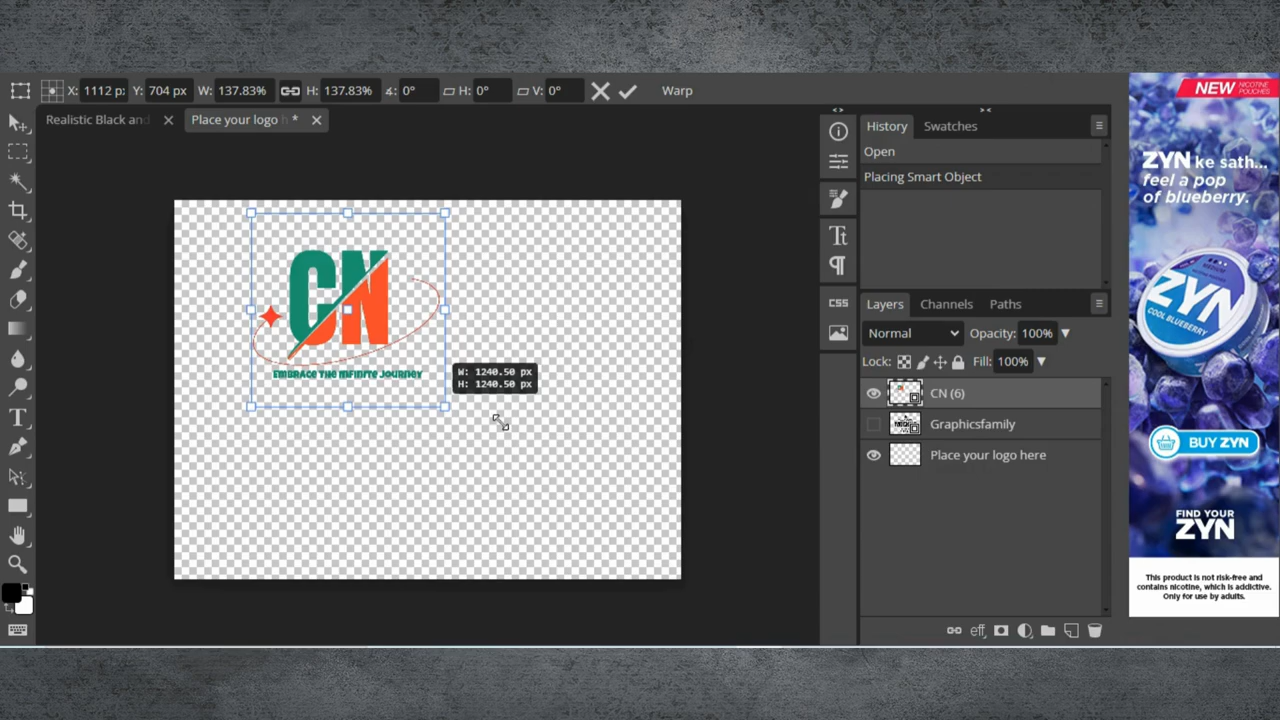 X: 1112 p: Y: 704 px W: 137.83% H: 137.83% ∡: 0° H: 0° V: 0° Warp
Realistic Black and
Place your logo h *
History Swatches
Open
Placing Smart Object
CN
EMBRACE THE INFINITE JOURNEY
W: 1240.50 px
H: 1240.50 px
Tt
CSS
Layers Channels Paths
Normal Opacity: 100%
Lock: Fill: 100%
CN (6)
Graphicsfamily
Place your logo here
eff
NEW NICOTINE
POUCHES
ZYN ke sath...
feel a pop
of blueberry.
ZYN
COOL BLUEBERRY
BUY ZYN
FIND YOUR
ZYN
This product is not risk-free and
contains nicotine, which is addictive.
Only for use by adults.